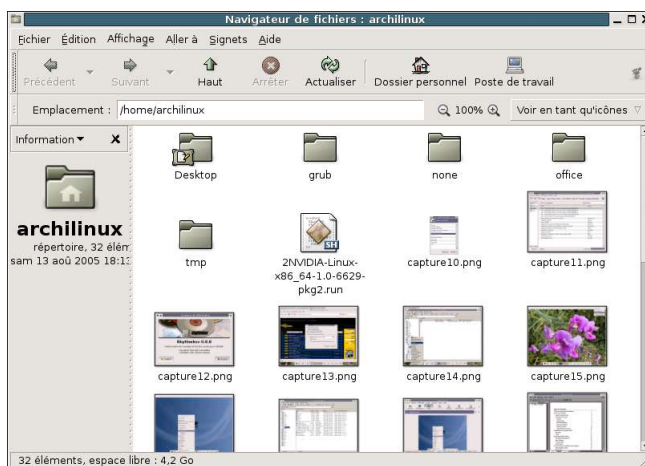 Navigateur de fichiers : archilinux
Fichier Édition Affichage Aller à Signets Aide
Précédent Suivant Haut Arrêter Actualiser Dossier personnel Poste de travail
Emplacement : /home/archilinux 100% Voir en tant qu'icônes
Information
archilinux
répertoire, 32 élém
sam 13 aoû 2005 18:13
Desktop grub none office
tmp 2NVIDIA-Linux-x86_64-1.0-6629-pkg2.run capture10.png capture11.png
SH
capture12.png capture13.png capture14.png capture15.png
32 éléments, espace libre : 4,2 Go